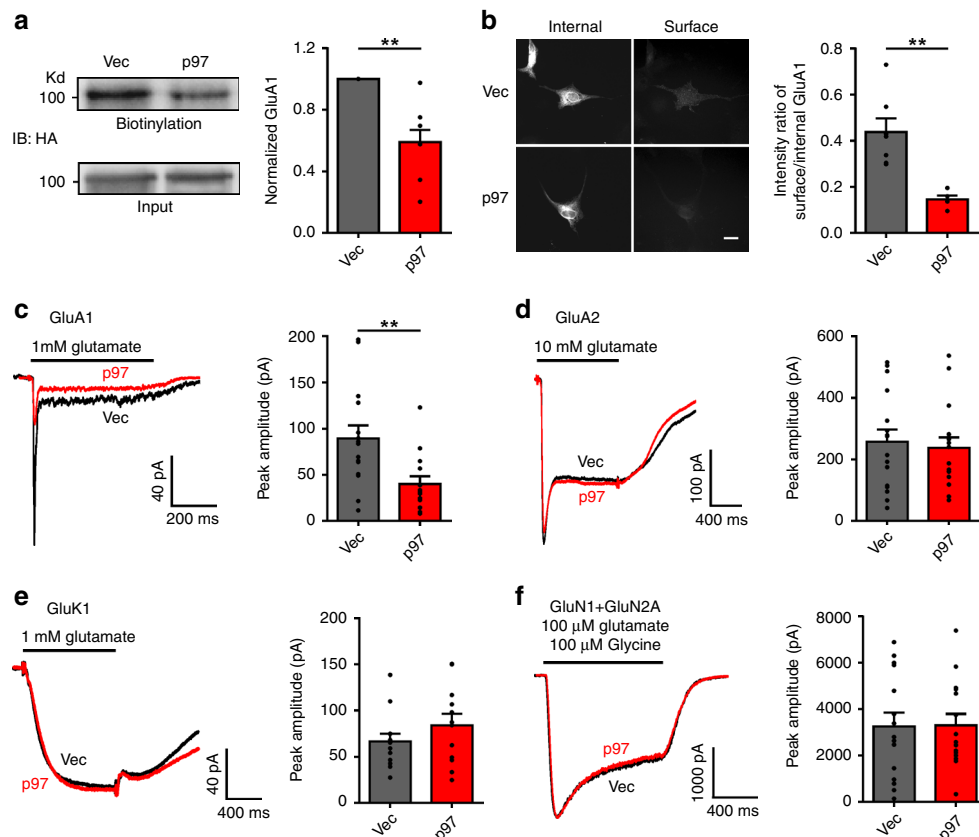 a
Vec p97
Kd
100
Biotinylation
IB: HA
100
Input
Normalized GluA1
1.2
1.0
0.6
0.0
**
Vec
p97
b
Internal Surface
Vec
p97
Intensity ratio of
surface/internal GluA1
0.8
0.6
0.4
0.2
0.0
**
Vec
p97
c
GluA1
1mM glutamate
p97
Vec
40 pA
200 ms
Peak amplitude (pA)
200
150
100
50
0
**
Vec
p97
d
GluA2
10 mM glutamate
Vec
p97
100 pA
400 ms
Peak amplitude (pA)
600
400
200
0
Vec
p97
e
GluK1
1 mM glutamate
Vec
p97
40 pA
400 ms
Peak amplitude (pA)
200
150
100
50
0
Vec
p97
f
GluN1+GluN2A
100 μM glutamate
100 μM Glycine
p97
Vec
1000 pA
400 ms
Peak amplitude (pA)
8000
6000
4000
2000
0
Vec
p97